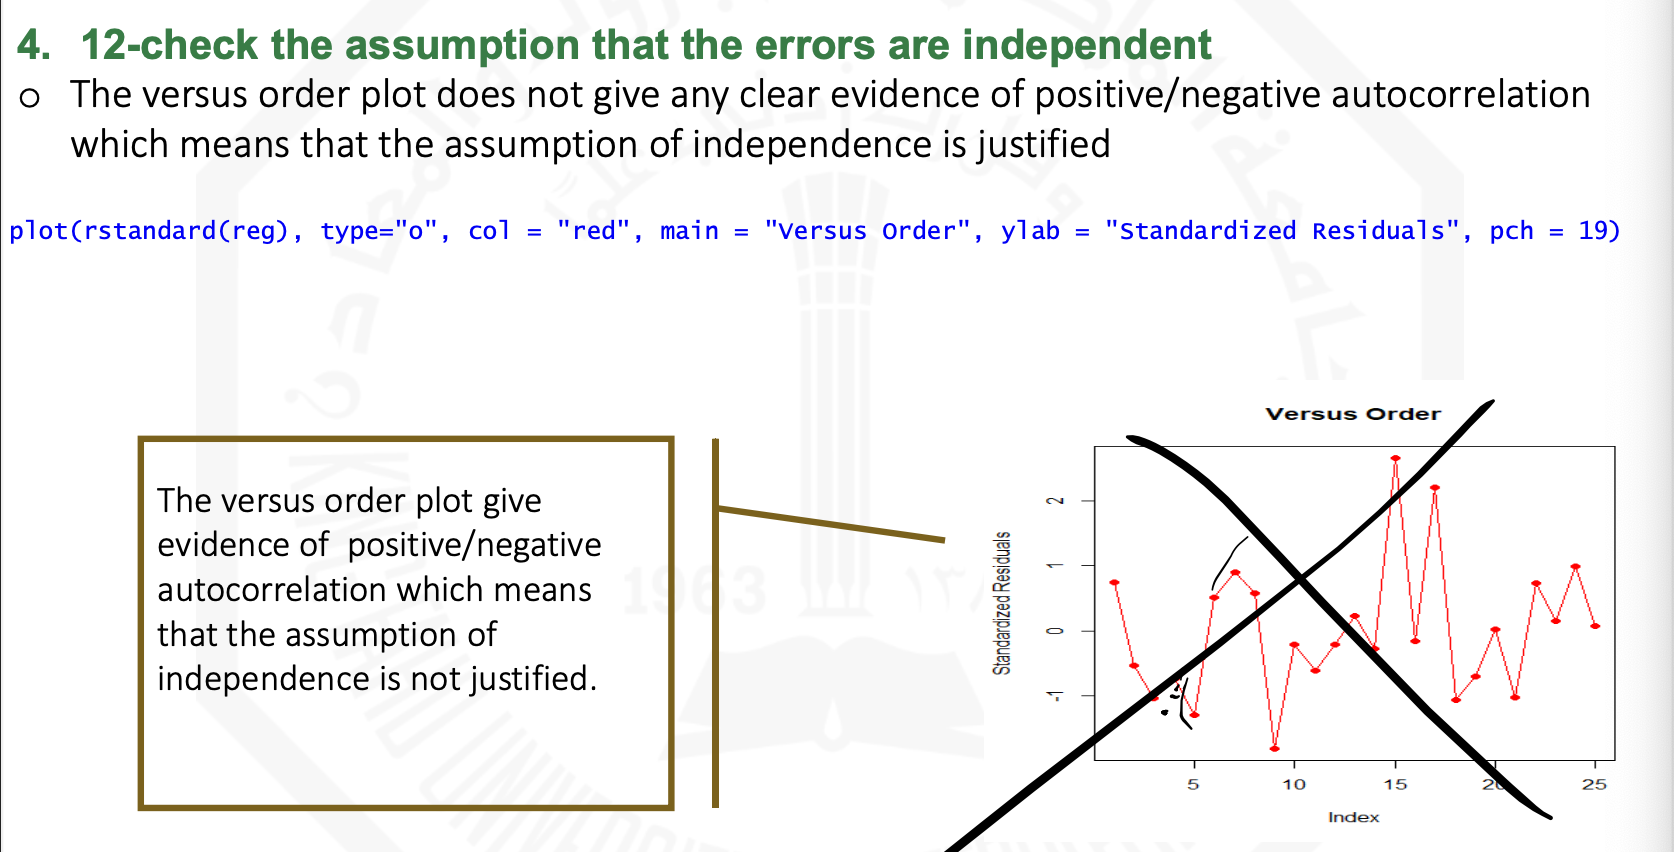 4. 12-check the assumption that the errors are independent
o The versus order plot does not give any clear evidence of positive/negative autocorrelation
which means that the assumption of independence is justified
plot(rstandard(reg), type="o", col = "red", main = "Versus Order", ylab = "Standardized Residuals", pch = 19)
The versus order plot give
evidence of positive/negative
autocorrelation which means
that the assumption of
independence is not justified.
1963
Versus Order
Standardized Residuals
2
1
0
-1
5 10 15 20 25
Index